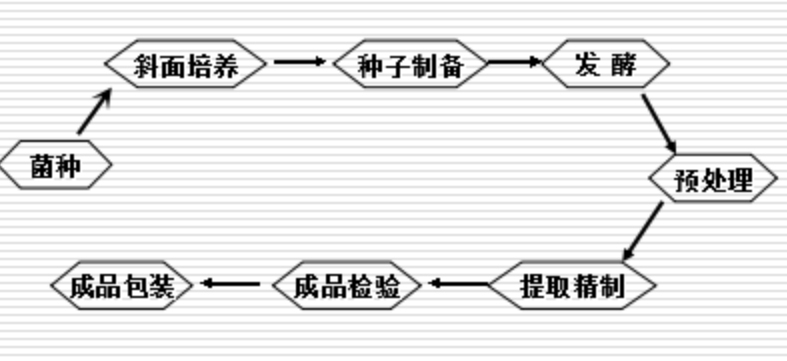 菌种
斜面培养
种子制备
发 酵
预处理
提取精制
成品检验
成品包装